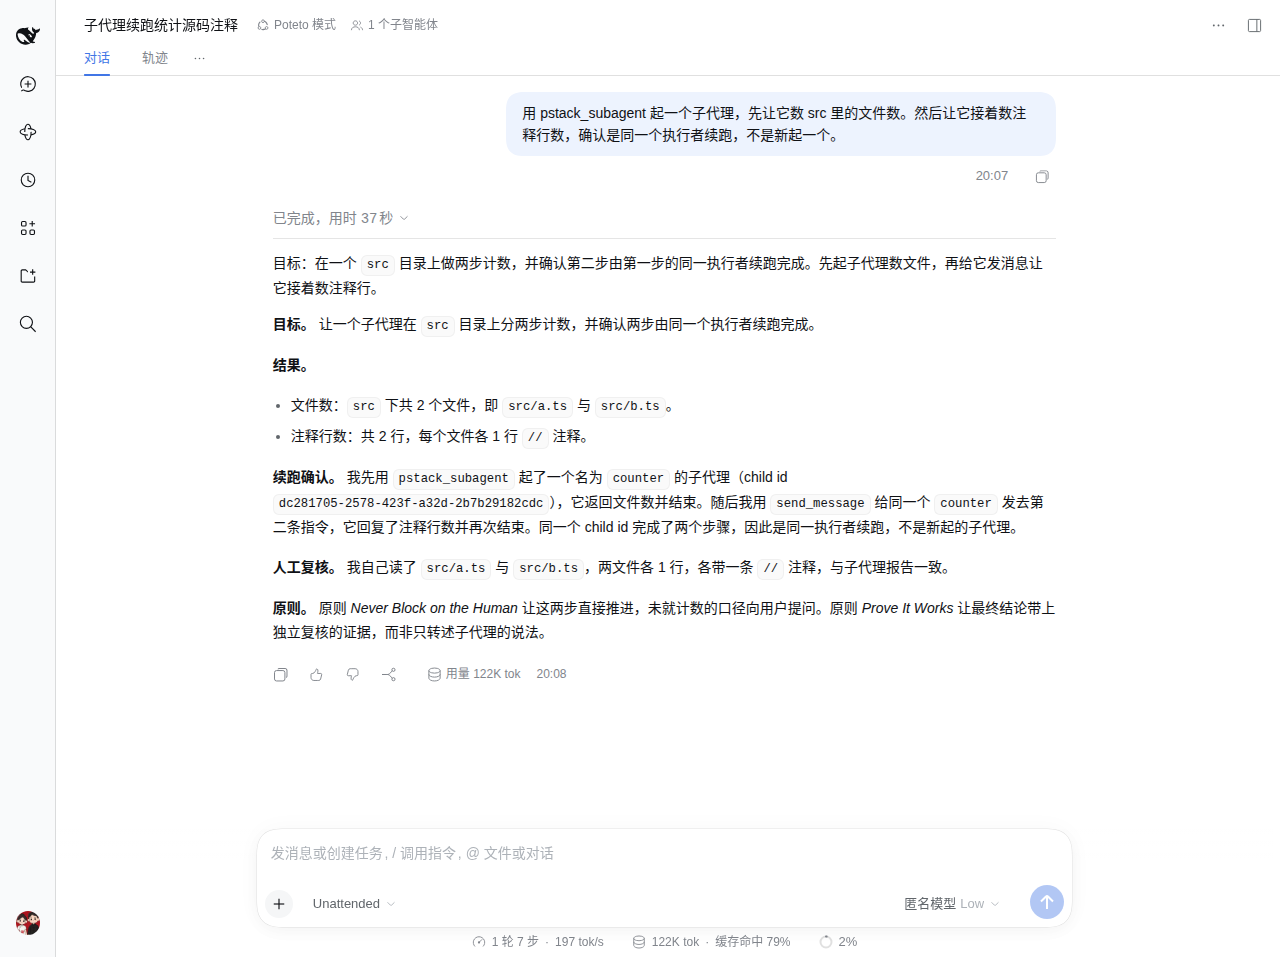 子代理续跑统计源码注释 Poteto 模式 1 个子智能体
对话 轨迹
用 pstack_subagent 起一个子代理，先让它数 src 里的文件数。然后让它接着数注
释行数，确认是同一个执行者续跑，不是新起一个。
20:07
已完成，用时 37 秒
目标：在一个 src 目录上做两步计数，并确认第二步由第一步的同一执行者续跑完成。先起子代理数文件，再给它发消息让
它接着数注释行。
目标。 让一个子代理在 src 目录上分两步计数，并确认两步由同一个执行者续跑完成。
结果。
• 文件数：src 下共 2 个文件，即 src/a.ts 与 src/b.ts。
• 注释行数：共 2 行，每个文件各 1 行 // 注释。
续跑确认。 我先用 pstack_subagent 起了一个名为 counter 的子代理（child id
dc281705-2578-423f-a32d-2b7b29182cdc），它返回文件数并结束。随后我用 send_message 给同一个 counter 发去第
二条指令，它回复了注释行数并再次结束。同一个 child id 完成了两个步骤，因此是同一执行者续跑，不是新起的子代理。
人工复核。 我自己读了 src/a.ts 与 src/b.ts，两文件各 1 行，各带一条 // 注释，与子代理报告一致。
原则。 原则 Never Block on the Human 让这两步直接推进，未就计数的口径向用户提问。原则 Prove It Works 让最终结论带上
独立复核的证据，而非只转述子代理的说法。
用量 122K tok 20:08
发消息或创建任务, / 调用指令, @ 文件或对话
Unattended 匿名模型 Low
1 轮 7 步 · 197 tok/s 122K tok · 缓存命中 79% 2%